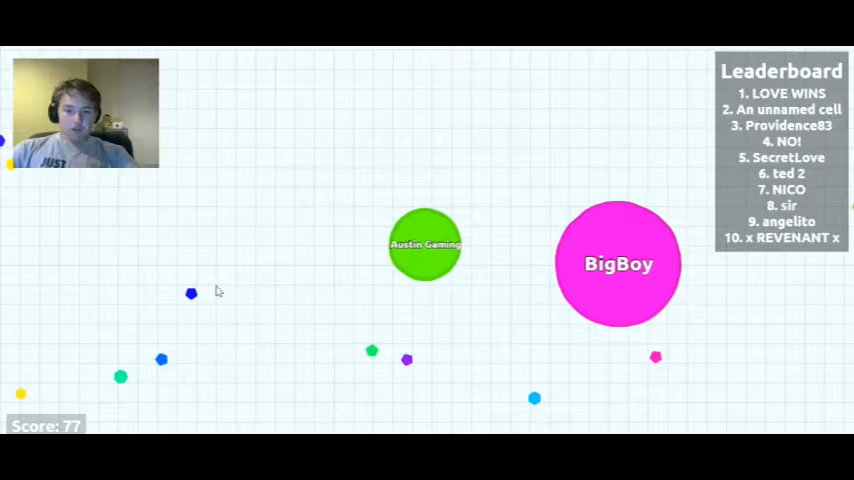 JUST
Leaderboard
1. LOVE WINS
2. An unnamed cell
3. Providence83
4. NO!
5. SecretLove
6. ted 2
7. NICO
8. sir
9. angelito
10. x REVENANT x
Austin Gaming
BigBoy
Score: 77